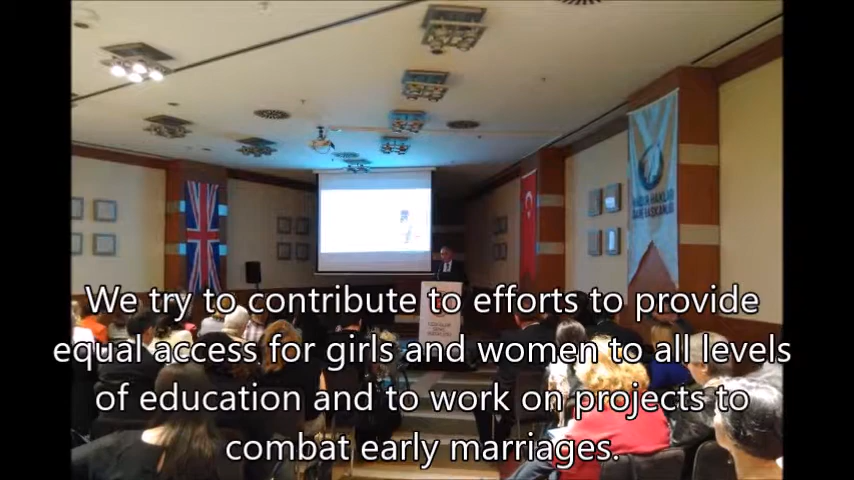 We try to contribute to efforts to provide
equal access for girls and women to all levels
of education and to work on projects to
combat early marriages.